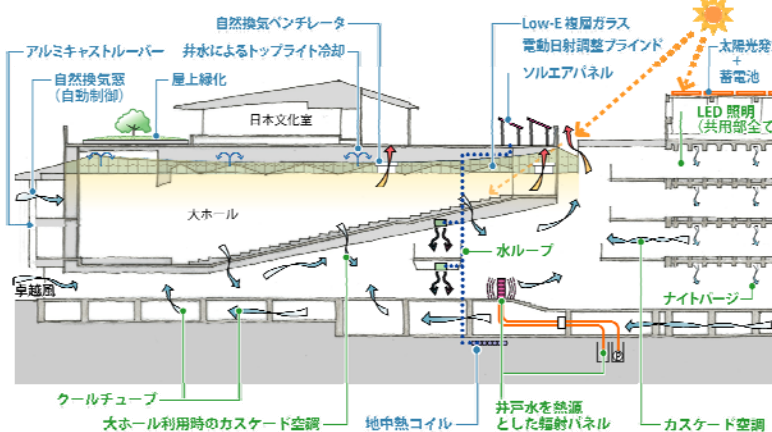 自然換気ベンチレータ
Low-E 複層ガラス
電動日射調整ブラインド
ソルエアパネル
アルミキャストルーバー
井水によるトップライト冷却
太陽光発
+
蓄電池
自然換気窓
（自動制御）
屋上緑化
日本文化室
LED 照明
（共用部全て
大ホール
水ループ
卓越風
ナイトパージ
クールチューブ
大ホール利用時のカスケード空調
地中熱コイル
井戸水を熱源
とした輻射パネル
カスケード空調
P